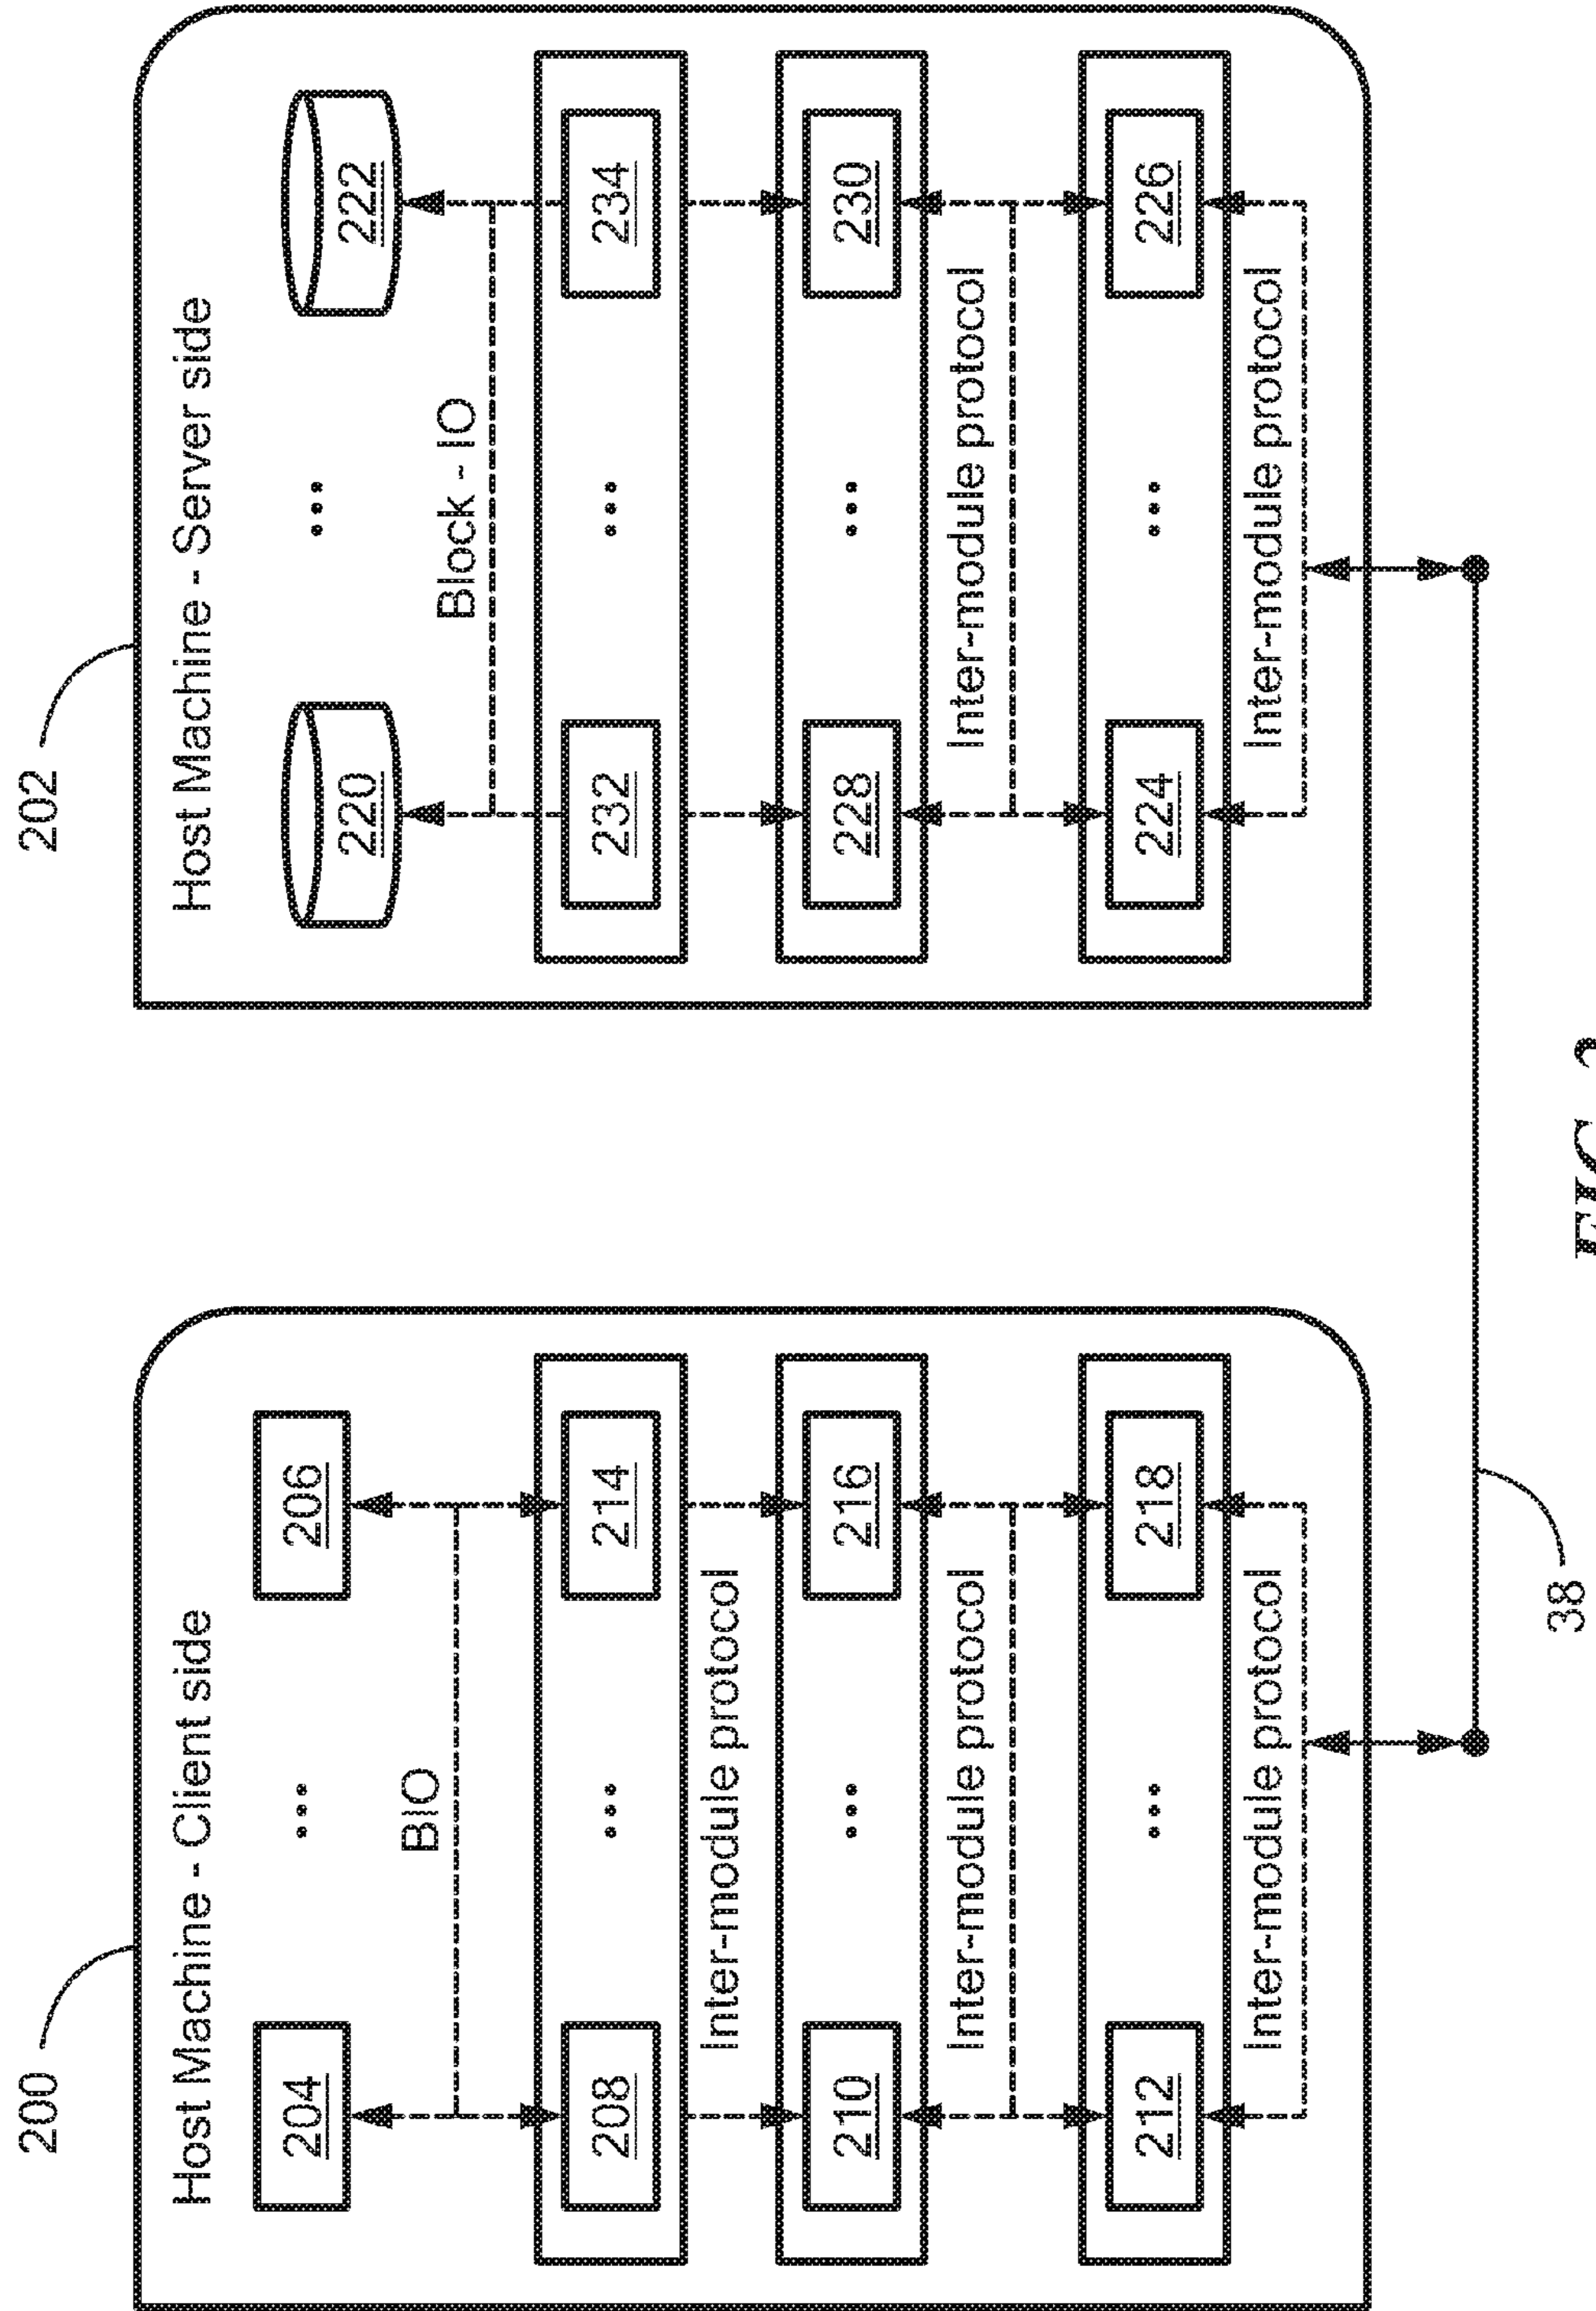 200
202
Host Machine - Client side
204
...
206
BIO
208
...
214
Inter-module protocol
210
...
216
Inter-module protocol
212
...
218
Inter-module protocol
Host Machine - Server side
220
...
222
Block - IO
232
...
234
228
...
230
Inter-module protocol
224
...
226
Inter-module protocol
38
FIG.